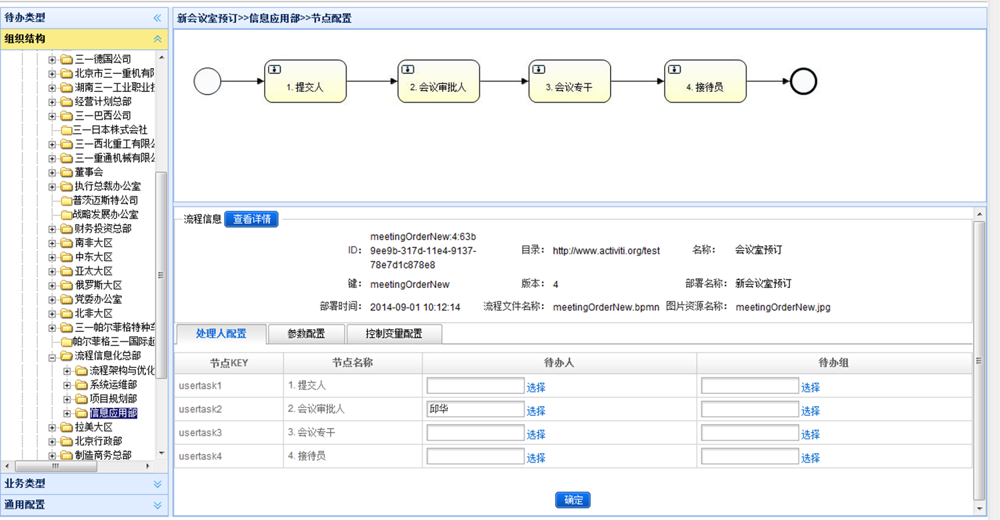 待办类型
组织结构
三一德国公司
北京市三一重机有限
湖南三一工业职业技
经营计划总部
三一巴西公司
三一日本株式会社
三一西北重工有限公
三一重通机械有限公
董事会
执行总裁办公室
普茨迈斯特公司
战略发展办公室
财务投资总部
南非大区
中东大区
亚太大区
俄罗斯大区
党委办公室
北非大区
三一帕尔菲格特种车
帕尔菲格三一国际起
流程信息化总部
流程架构与优化
系统运维部
项目规划部
信息应用部
拉美大区
北京行政部
制造商务总部
业务类型
通用配置
新会议室预订>>信息应用部>>节点配置
1. 提交人
2. 会议审批人
3. 会议专干
4. 接待员
流程信息 查看详情
ID： meetingOrderNew:4:63b
9ee9b-317d-11e4-9137-
78e7d1c878e8
目录： http://www.activiti.org/test 名称： 会议室预订
键： meetingOrderNew 版本： 4 部署名称： 新会议室预订
部署时间： 2014-09-01 10:12:14 流程文件名称： meetingOrderNew.bpmn 图片资源名称： meetingOrderNew.jpg
处理人配置 参数配置 控制变量配置
节点KEY 节点名称 待办人 待办组
usertask1 1. 提交人 选择 选择
usertask2 2. 会议审批人 邱华 选择 选择
usertask3 3. 会议专干 选择 选择
usertask4 4. 接待员 选择 选择
确定